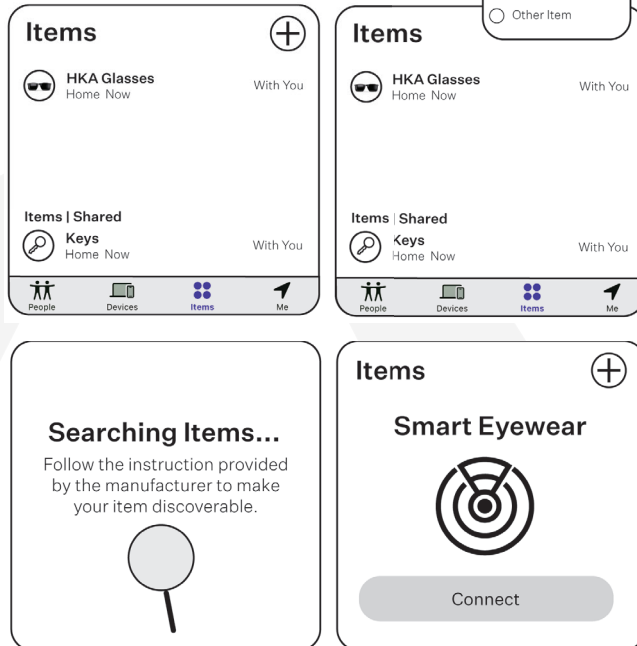 Items
HKA Glasses
Home Now
With You
Items | Shared
Keys
Home Now
With You
People
Devices
Items
Me
Other Item
Items
HKA Glasses
Home Now
With You
Items | Shared
Keys
Home Now
With You
People
Devices
Items
Me
Searching Items...
Follow the instruction provided
by the manufacturer to make
your item discoverable.
Items
Smart Eyewear
Connect